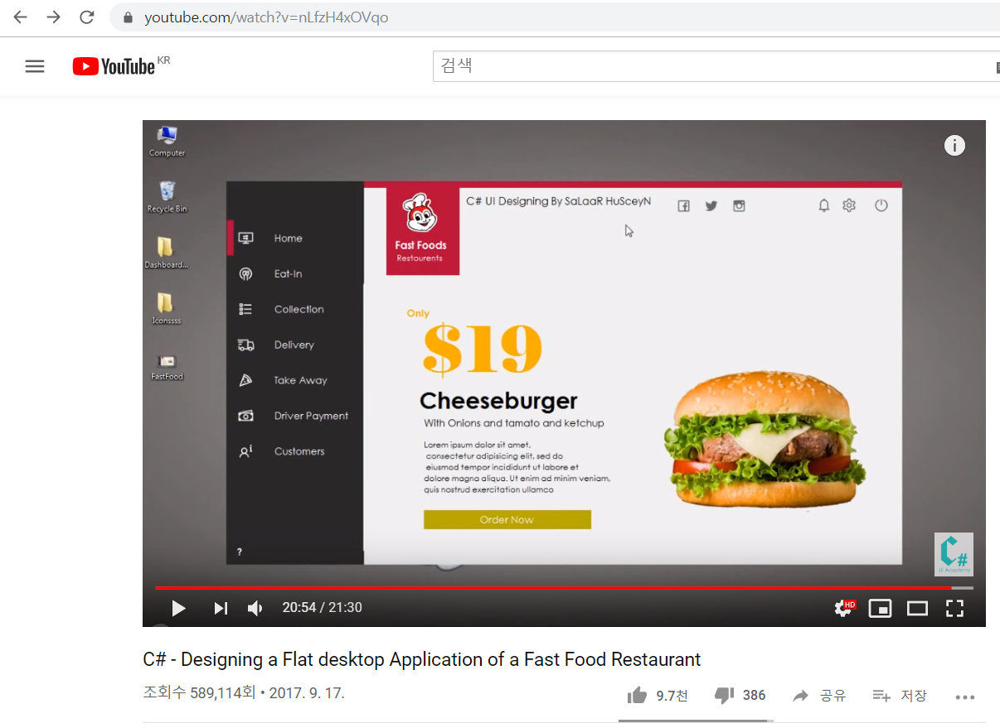 youtube.com/watch?v=nLfzH4xOVqo
YouTube KR
검색
Computer
Recycle Bin
Dashboard...
Iconssss
FastFood
Home
Eat-In
Collection
Delivery
Take Away
Driver Payment
Customers
?
Fast Foods
Restourents
C# UI Designing By SaLaaR HuSceyN
Only
$19
Cheeseburger
With Onions and tamato and ketchup
Lorem ipsum dolor sit amet,
consectetur adipisicing elit, sed do
eiusmod tempor incididunt ut labore et
dolore magna aliqua. Ut enim ad minim veniam,
quis nostrud exercitation ullamco
Order Now
C#
UI Academy
20:54 / 21:30
HD
C# - Designing a Flat desktop Application of a Fast Food Restaurant
조회수 589,114회 • 2017. 9. 17.
9.7천
386
공유
저장